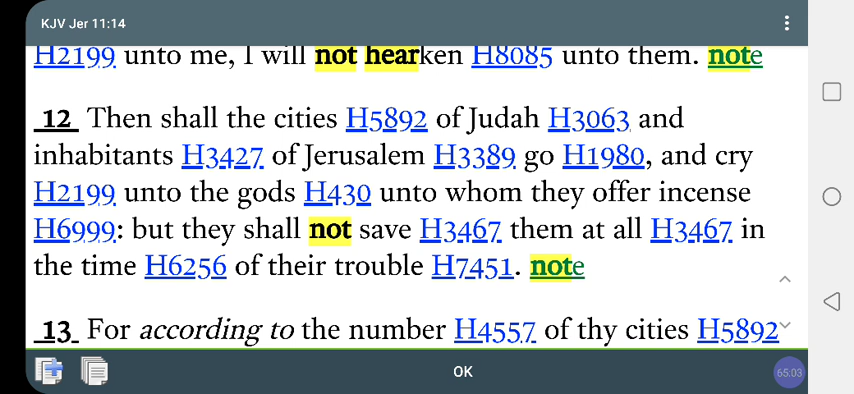 KJV Jer 11:14
H2199 unto me, I will not hearken H8085 unto them. note
12 Then shall the cities H5892 of Judah H3063 and
inhabitants H3427 of Jerusalem H3389 go H1980, and cry
H2199 unto the gods H430 unto whom they offer incense
H6999: but they shall not save H3467 them at all H3467 in
the time H6256 of their trouble H7451. note
13 For according to the number H4557 of thy cities H5892
OK
65:03